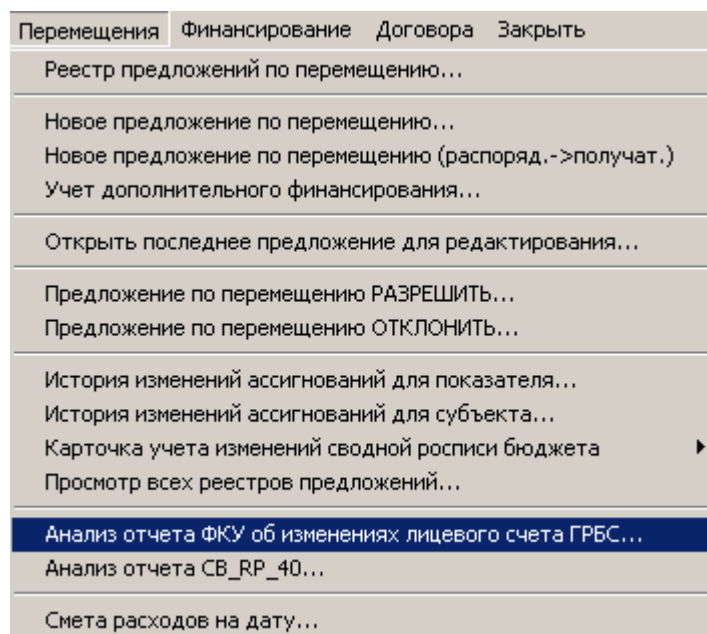 Перемещения Финансирование Договора Закрыть
Реестр предложений по перемещению...
Новое предложение по перемещению...
Новое предложение по перемещению (распоряд.->получат.)
Учет дополнительного финансирования...
Открыть последнее предложение для редактирования...
Предложение по перемещению РАЗРЕШИТЬ...
Предложение по перемещению ОТКЛОНИТЬ...
История изменений ассигнований для показателя...
История изменений ассигнований для субъекта...
Карточка учета изменений сводной росписи бюджета
Просмотр всех реестров предложений...
Анализ отчета ФКУ об изменениях лицевого счета ГРБС...
Анализ отчета CB_RP_40...
Смета расходов на дату...